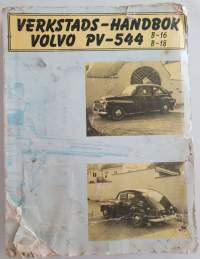 VERKSTADS-HANDBOK
VOLVO PV-544 B-16
B-18